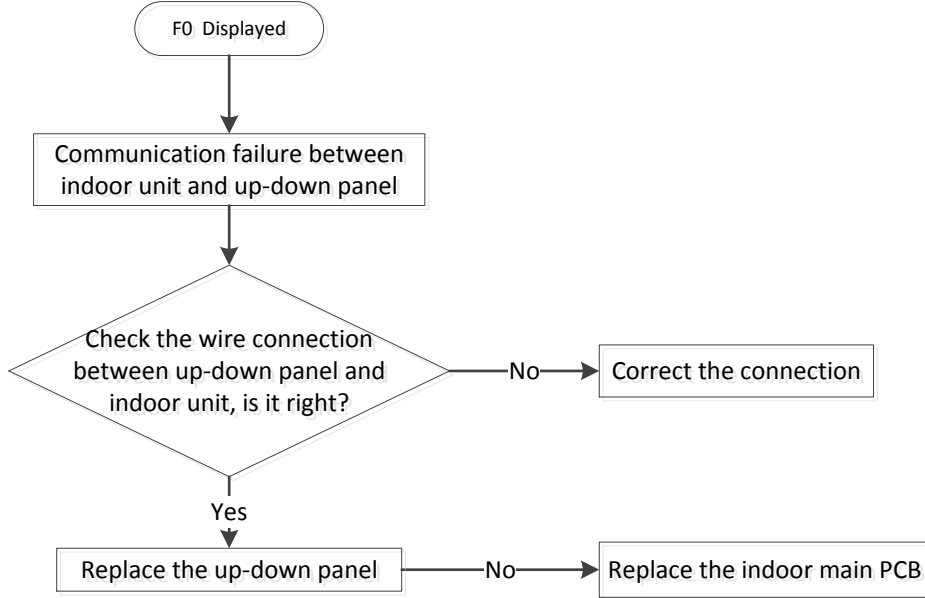 F0 Displayed
Communication failure between
indoor unit and up-down panel
Check the wire connection
between up-down panel and
indoor unit, is it right?
No
Correct the connection
Yes
Replace the up-down panel
No
Replace the indoor main PCB